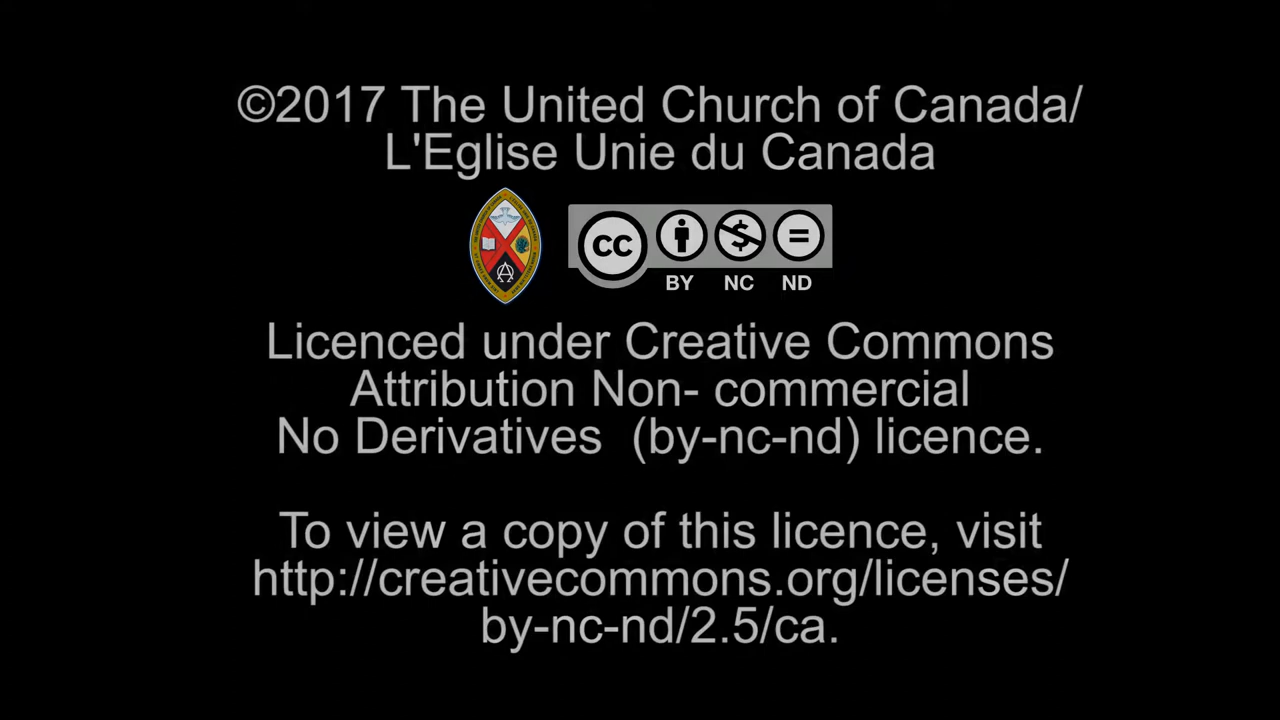 ©2017 The United Church of Canada/
L'Eglise Unie du Canada
cc
BY NC ND
Licenced under Creative Commons
Attribution Non- commercial
No Derivatives (by-nc-nd) licence.
To view a copy of this licence, visit
http://creativecommons.org/licenses/
by-nc-nd/2.5/ca.